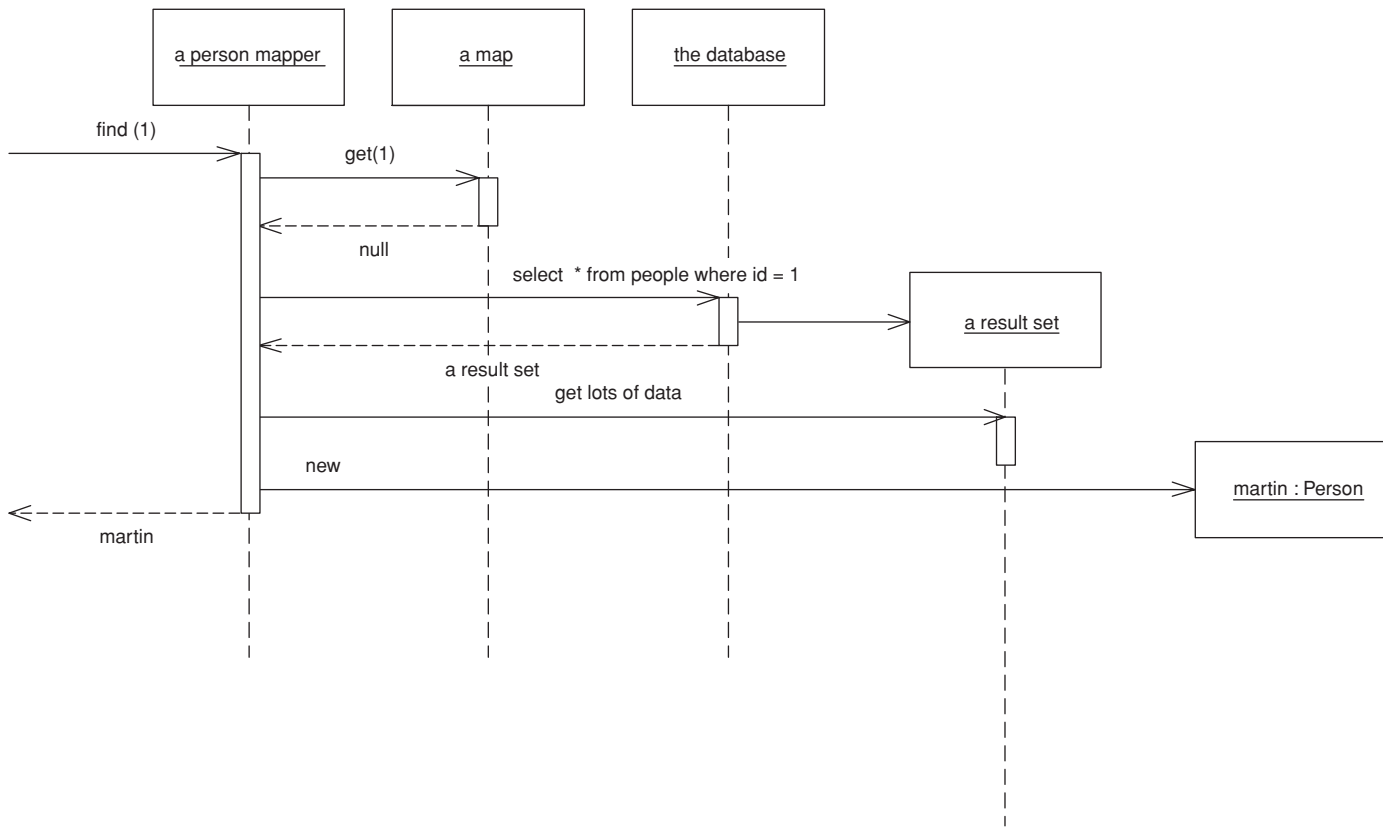 a person mapper
a map
the database
find (1)
get(1)
null
select * from people where id = 1
a result set
a result set
get lots of data
new
martin : Person
martin